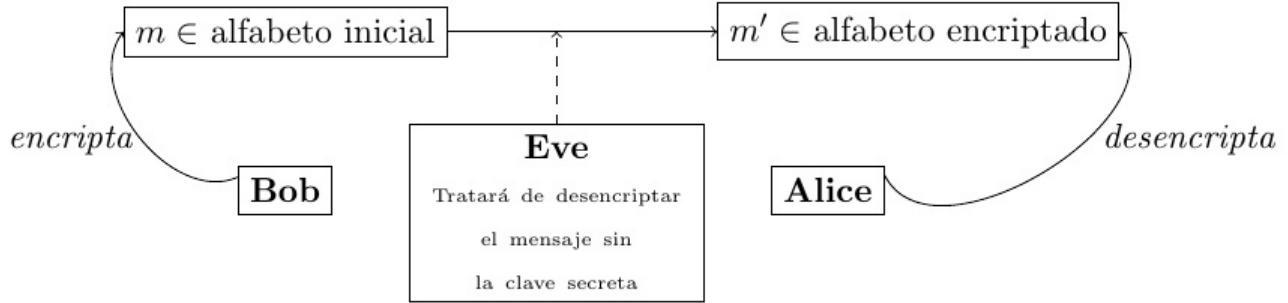 m ∈ alfabeto inicial
m′ ∈ alfabeto encriptado
encripta
desencripta
Bob
Eve
Tratará de desencriptar
el mensaje sin
la clave secreta
Alice